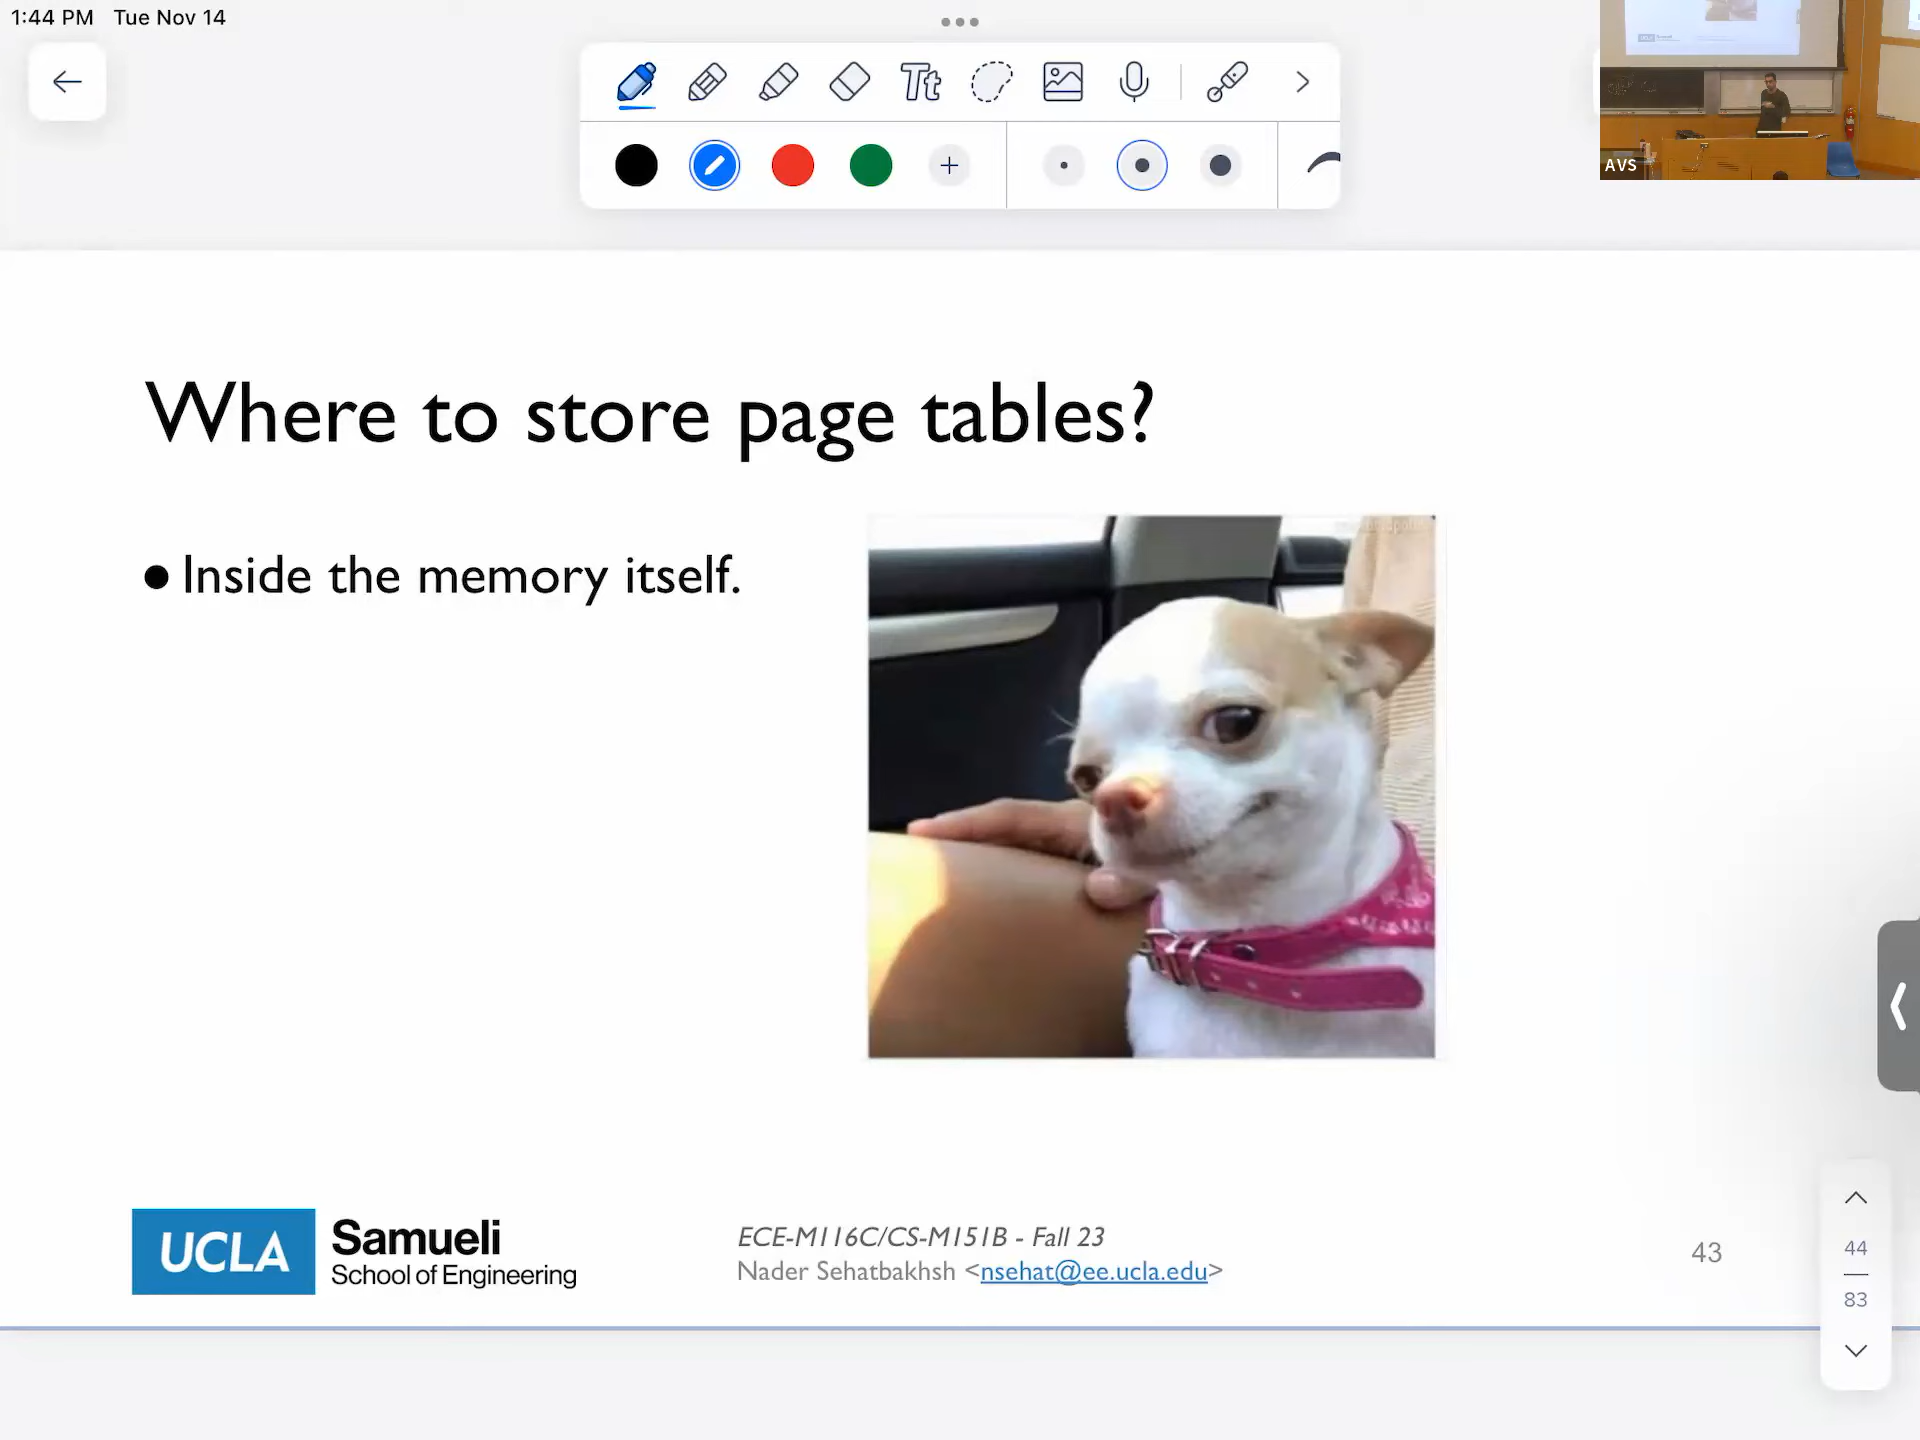 1:44 PM Tue Nov 14
Tt
AVS
Where to store page tables?
● Inside the memory itself.
UCLA Samueli
School of Engineering
ECE-M116C/CS-M151B - Fall 23
Nader Sehatbakhsh <nsehat@ee.ucla.edu>
43
44
83